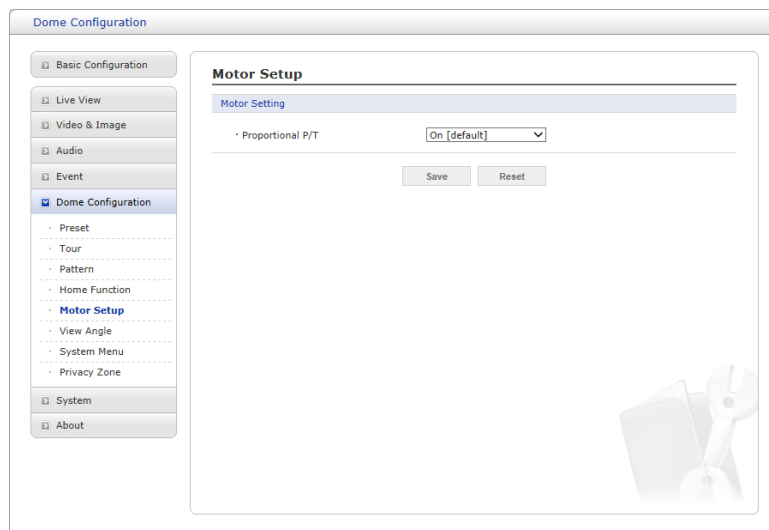 Dome Configuration
Basic Configuration
Live View
Video & Image
Audio
Event
Dome Configuration
· Preset
· Tour
· Pattern
· Home Function
· Motor Setup
· View Angle
· System Menu
· Privacy Zone
System
About
Motor Setup
Motor Setting
· Proportional P/T
On [default]
Save Reset